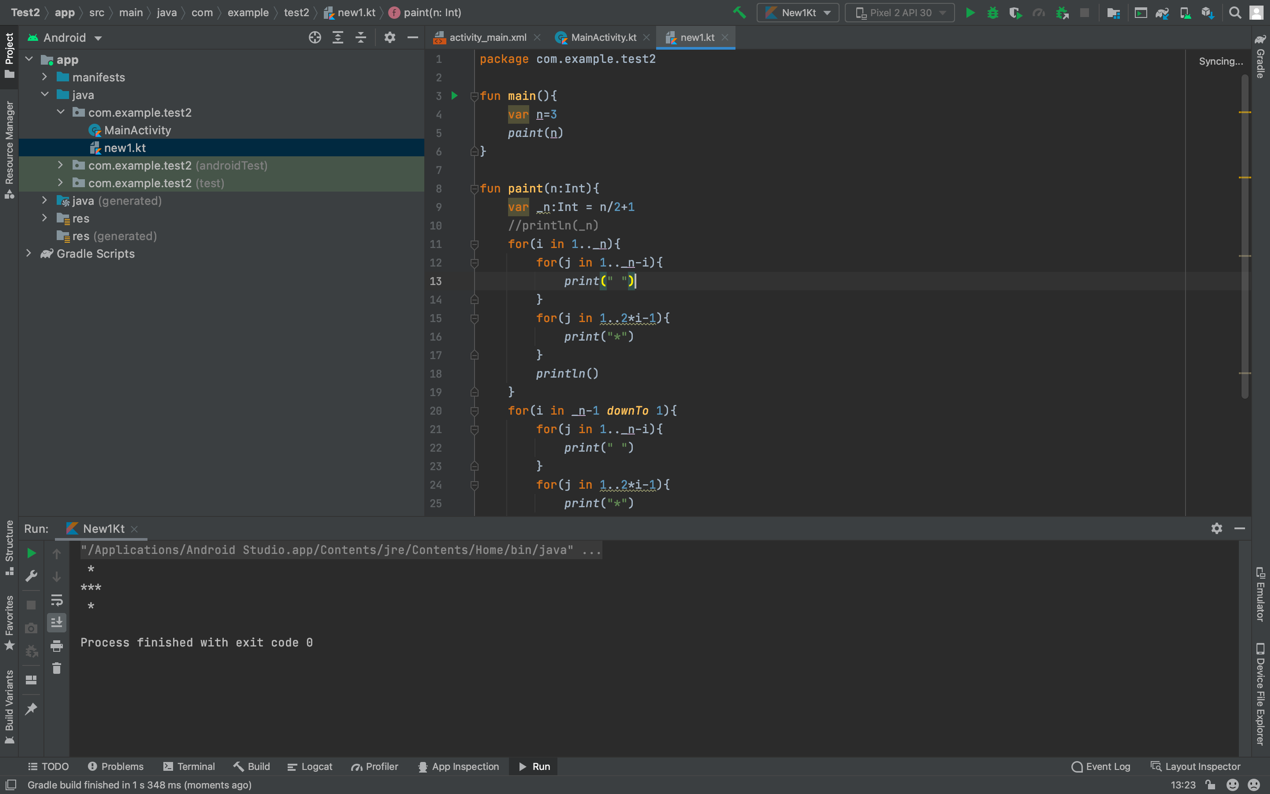 Test2 app src main java com example test2 new1.kt paint(n: Int) New1Kt Pixel 2 API 30
Project
Resource Manager
Structure
Favorites
Build Variants
Android
app
manifests
java
com.example.test2
MainActivity
new1.kt
com.example.test2 (androidTest)
com.example.test2 (test)
java (generated)
res
res (generated)
Gradle Scripts
activity_main.xml MainActivity.kt new1.kt
Syncing...
1 package com.example.test2
2
3 fun main(){
4 var n=3
5 paint(n)
6 }
7
8 fun paint(n:Int){
9 var _n:Int = n/2+1
10 //println(_n)
11 for(i in 1.._n){
12 for(j in 1.._n-i){
13 print(" ")
14 }
15 for(j in 1..2*i-1){
16 print("*")
17 }
18 println()
19 }
20 for(i in _n-1 downTo 1){
21 for(j in 1.._n-i){
22 print(" ")
23 }
24 for(j in 1..2*i-1){
25 print("*")
Gradle
Emulator
Device File Explorer
Run: New1Kt
"/Applications/Android Studio.app/Contents/jre/Contents/Home/bin/java" ...
*
***
*
Process finished with exit code 0
TODO Problems Terminal Build Logcat Profiler App Inspection Run Event Log Layout Inspector
Gradle build finished in 1 s 348 ms (moments ago) 13:23